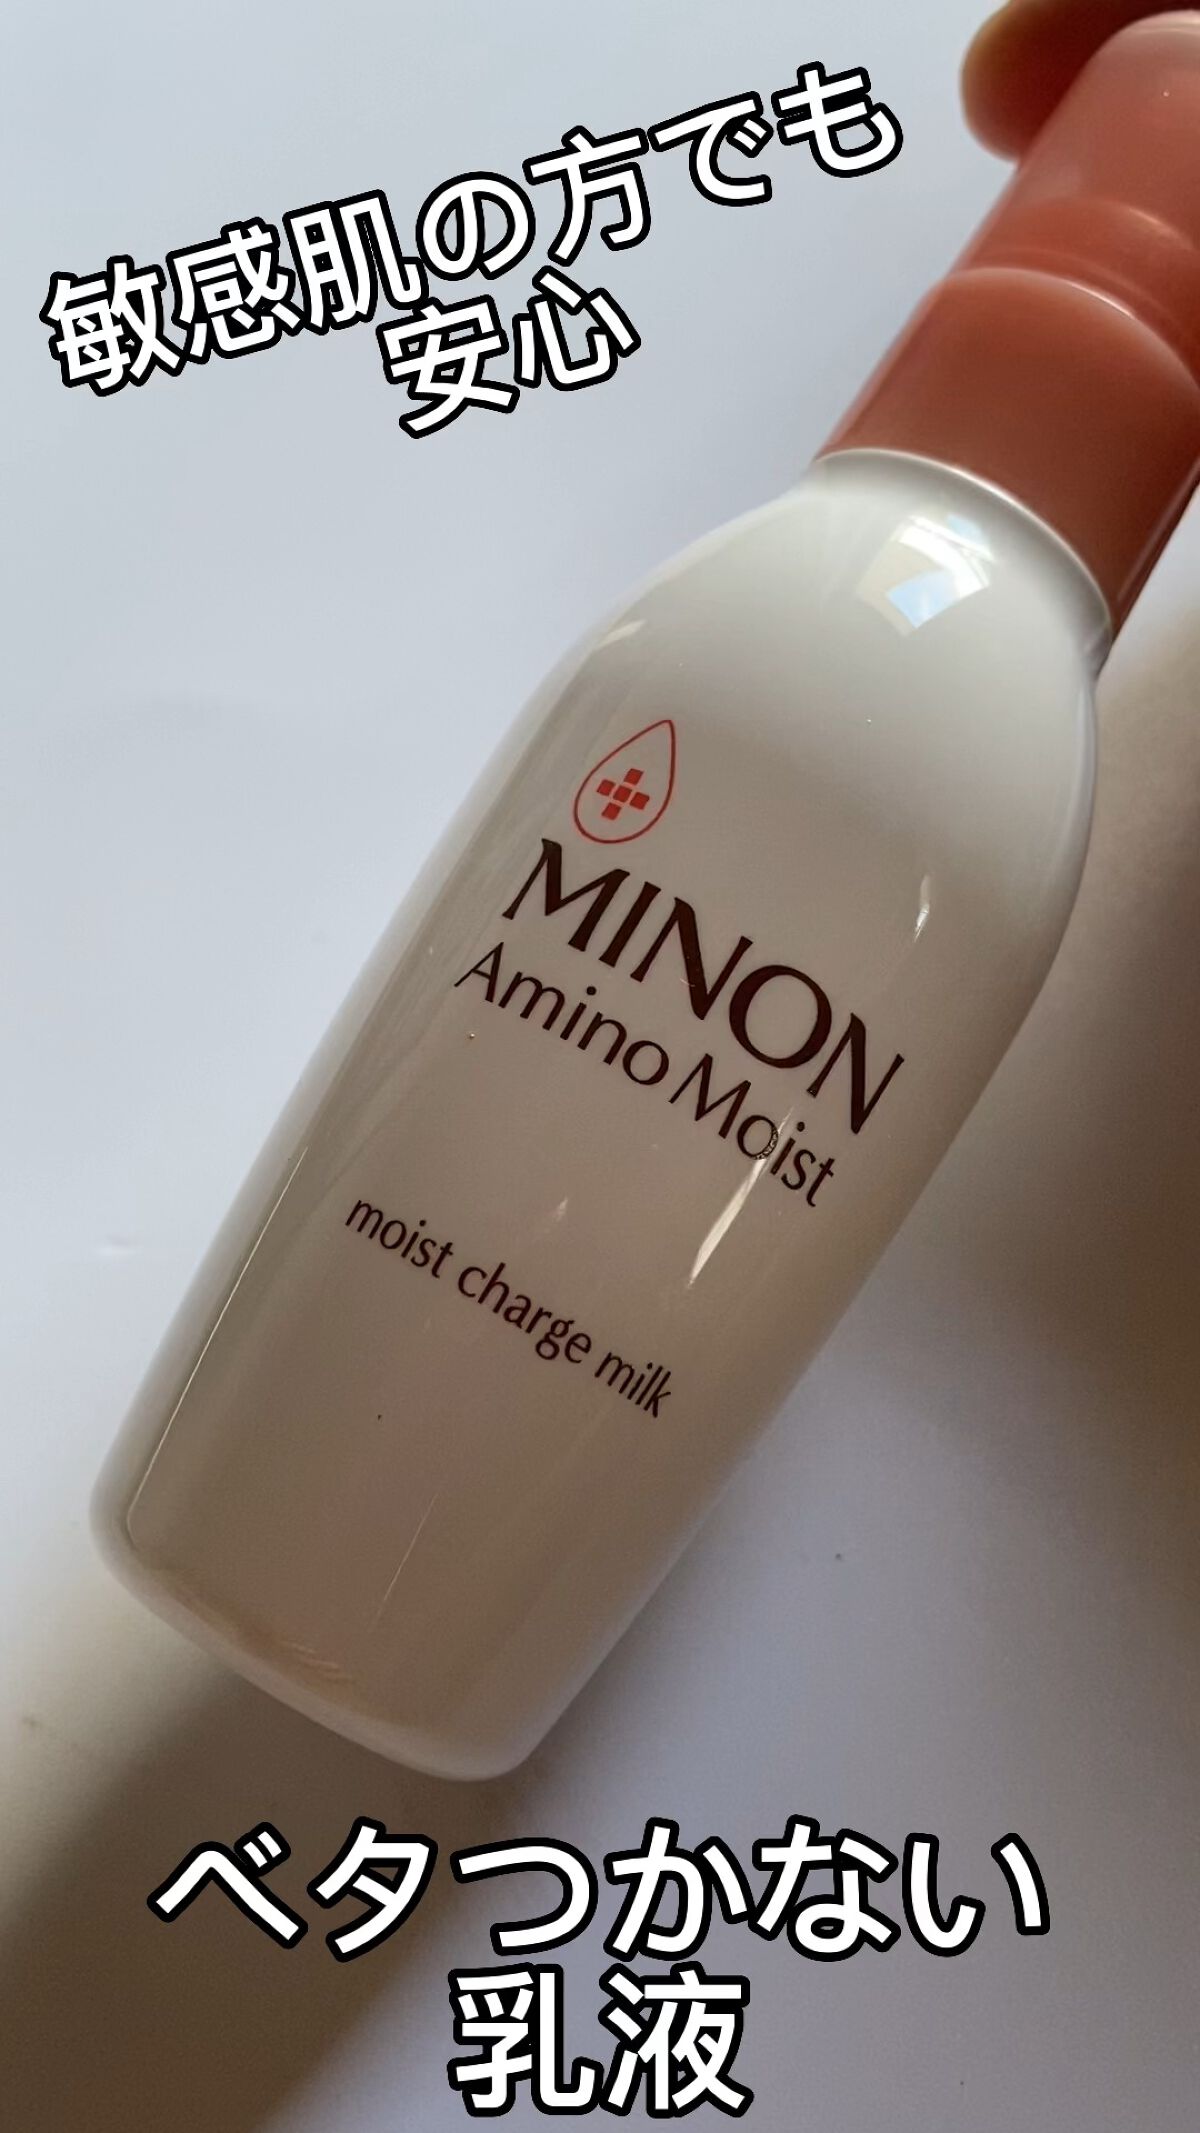 敏感肌の方でも
安心
MINON
Amino Moist
moist charge milk
ベタつかない
乳液